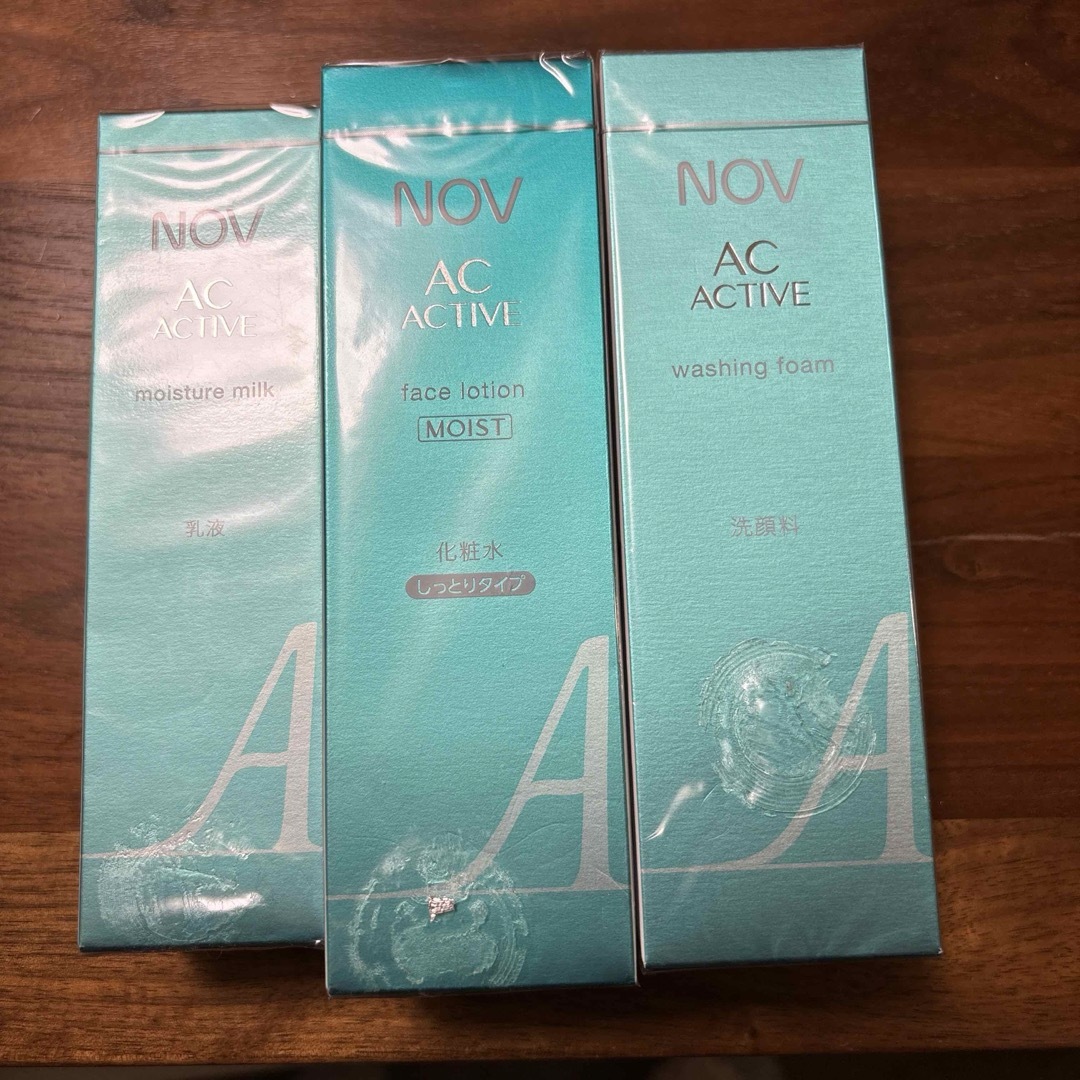 NOV
AC
ACTIVE
moisture milk
乳液
A
NOV
AC
ACTIVE
face lotion
MOIST
化粧水
しっとりタイプ
A
NOV
AC
ACTIVE
washing foam
洗顔料
A